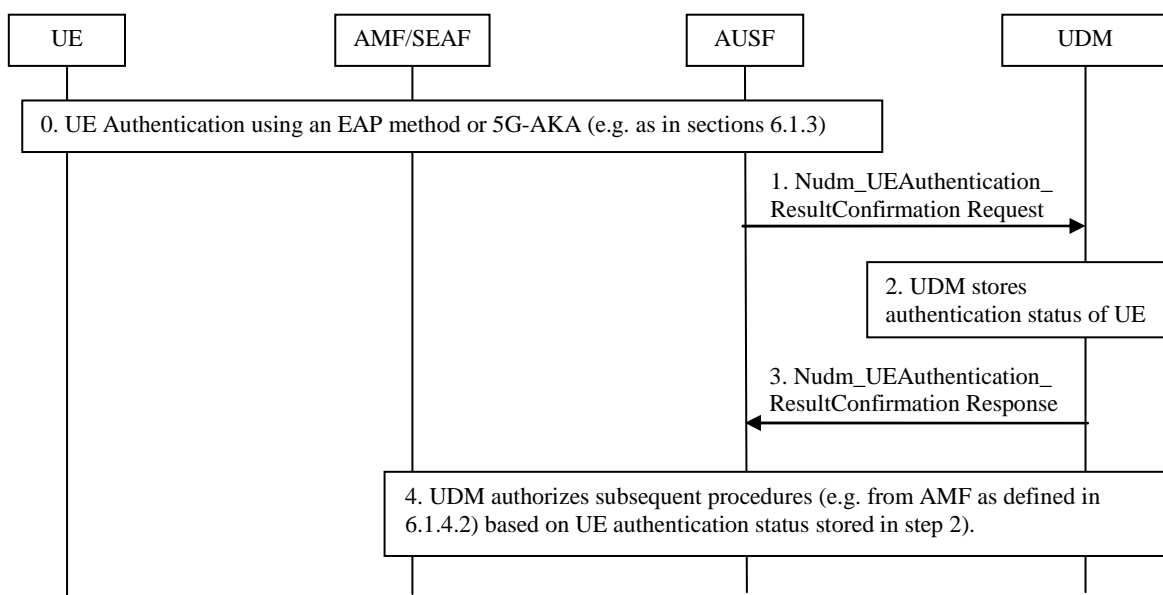 UE
AMF/SEAF
AUSF
UDM
0. UE Authentication using an EAP method or 5G-AKA (e.g. as in sections 6.1.3)
1. Nudm_UEAuthentication_
ResultConfirmation Request
2. UDM stores
authentication status of UE
3. Nudm_UEAuthentication_
ResultConfirmation Response
4. UDM authorizes subsequent procedures (e.g. from AMF as defined in
6.1.4.2) based on UE authentication status stored in step 2).